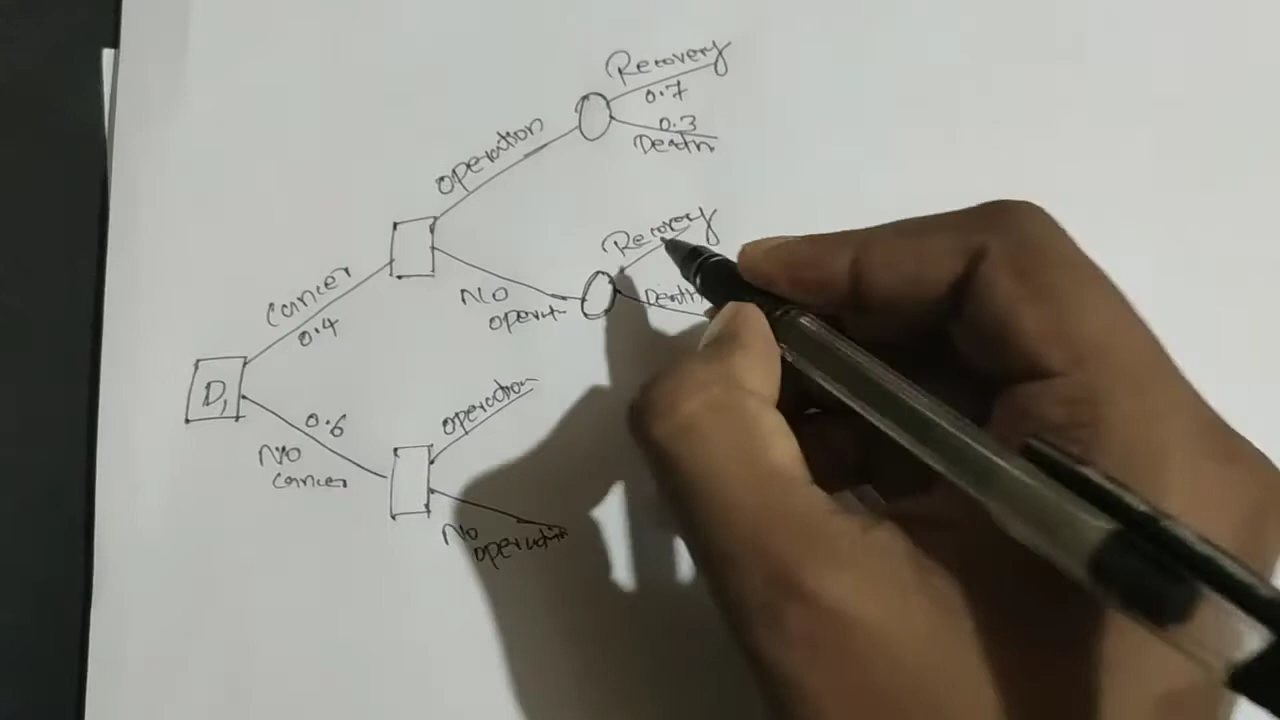 Recovery
0.7
0.3
Death
operation
Recovery
Death
No
operat
cancer
0.4
D1
0.6
No
cancer
operation
No
operation